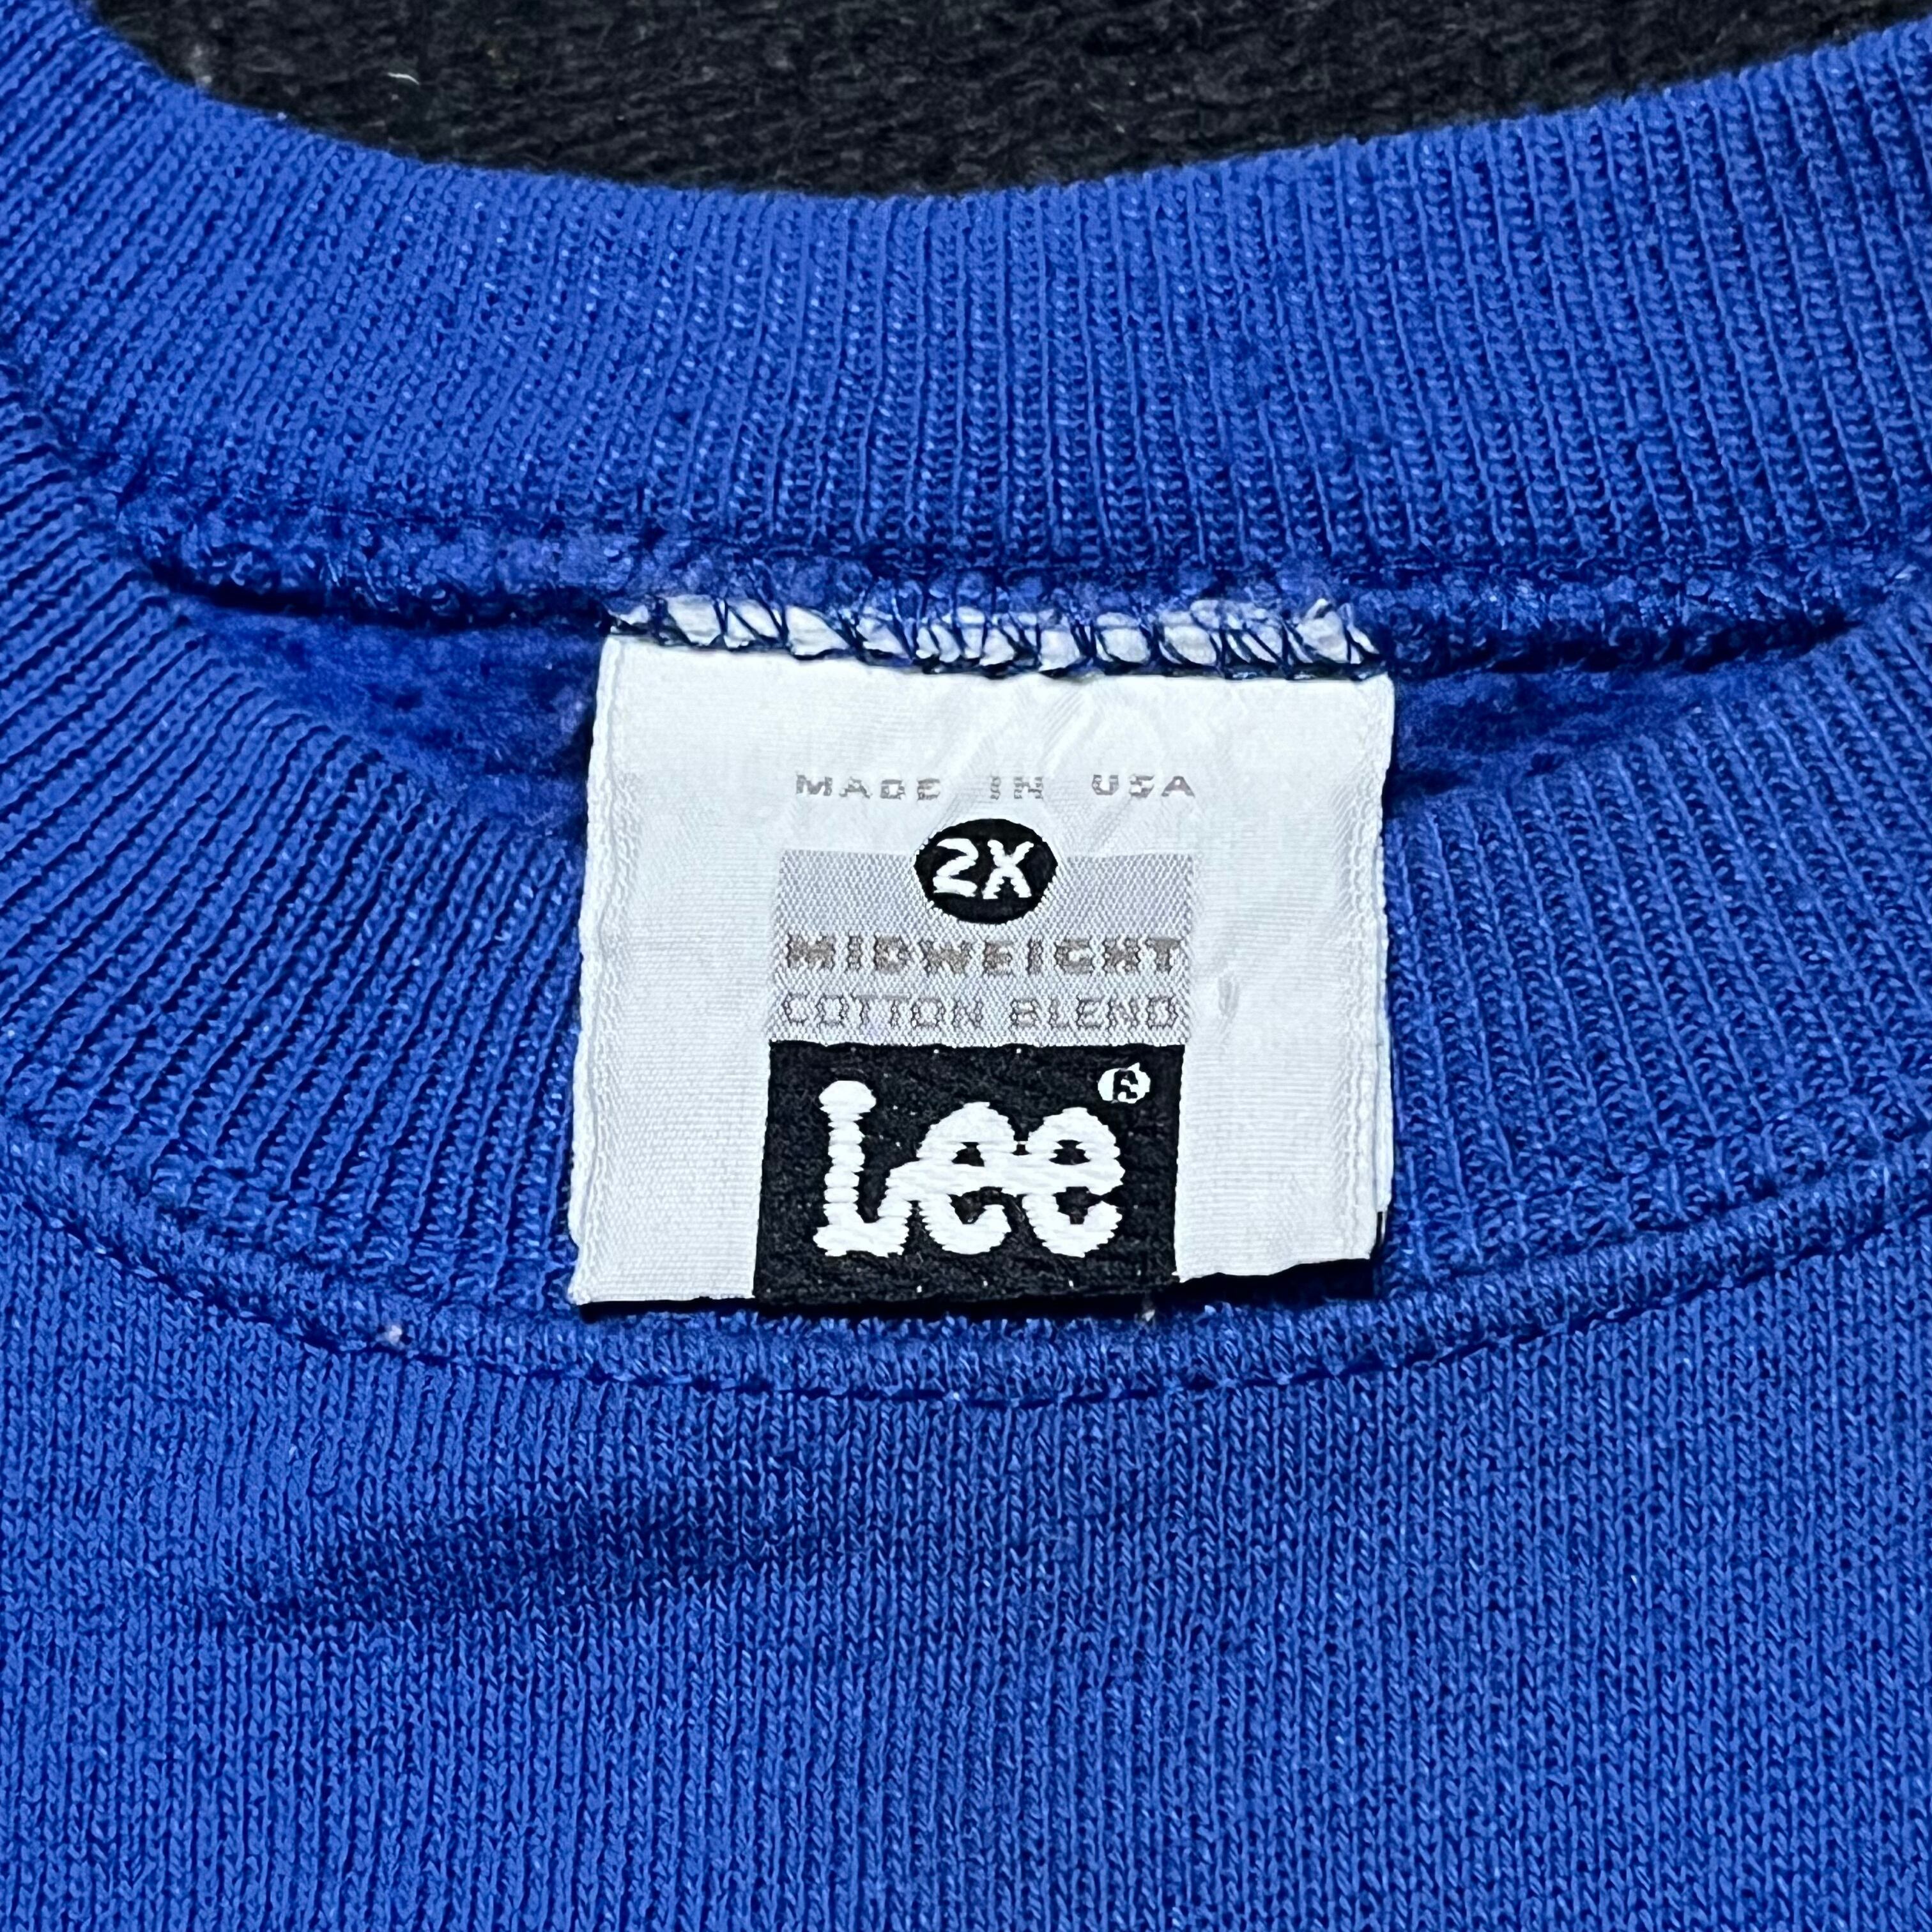 MADE IN USA
2X
MIDWEIGHT
COTTON BLEND
Lee®